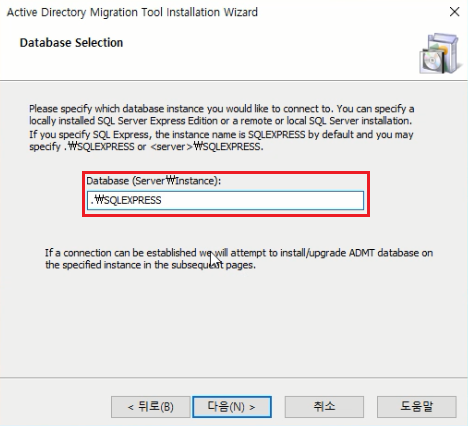 Active Directory Migration Tool Installation Wizard
Database Selection
Please specify which database instance you would like to connect to. You can specify a
locally installed SQL Server Express Edition or a remote or local SQL Server installation.
If you specify SQL Express, the instance name is SQLEXPRESS by default and you may
specify .₩SQLEXPRESS or <server>₩SQLEXPRESS.
Database (Server₩Instance):
.₩SQLEXPRESS
If a connection can be established we will attempt to install/upgrade ADMT database on
the specified instance in the subsequent pages.
< 뒤로(B) 다음(N) > 취소 도움말